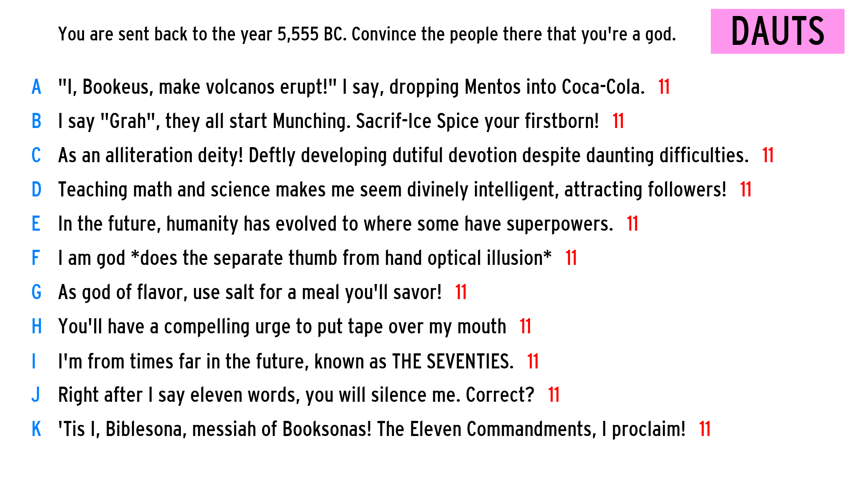 You are sent back to the year 5,555 BC. Convince the people there that you're a god.
DAUTS
A "I, Bookeus, make volcanos erupt!" I say, dropping Mentos into Coca-Cola. 11
B I say "Grah", they all start Munching. Sacrif-Ice Spice your firstborn! 11
C As an alliteration deity! Deftly developing dutiful devotion despite daunting difficulties. 11
D Teaching math and science makes me seem divinely intelligent, attracting followers! 11
E In the future, humanity has evolved to where some have superpowers. 11
F I am god *does the separate thumb from hand optical illusion* 11
G As god of flavor, use salt for a meal you'll savor! 11
H You'll have a compelling urge to put tape over my mouth 11
I I'm from times far in the future, known as THE SEVENTIES. 11
J Right after I say eleven words, you will silence me. Correct? 11
K 'Tis I, Biblesona, messiah of Booksonas! The Eleven Commandments, I proclaim! 11